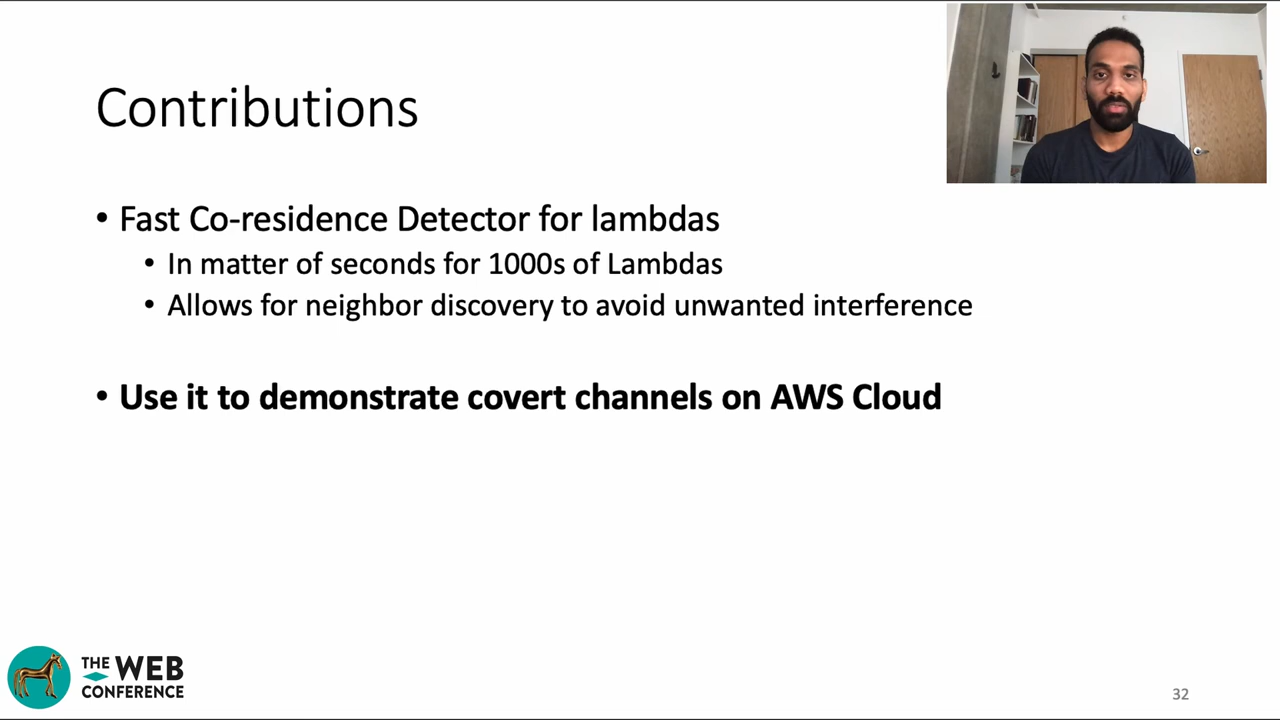 Contributions
• Fast Co-residence Detector for lambdas
• In matter of seconds for 1000s of Lambdas
• Allows for neighbor discovery to avoid unwanted interference
• Use it to demonstrate covert channels on AWS Cloud
THE WEB
CONFERENCE
32